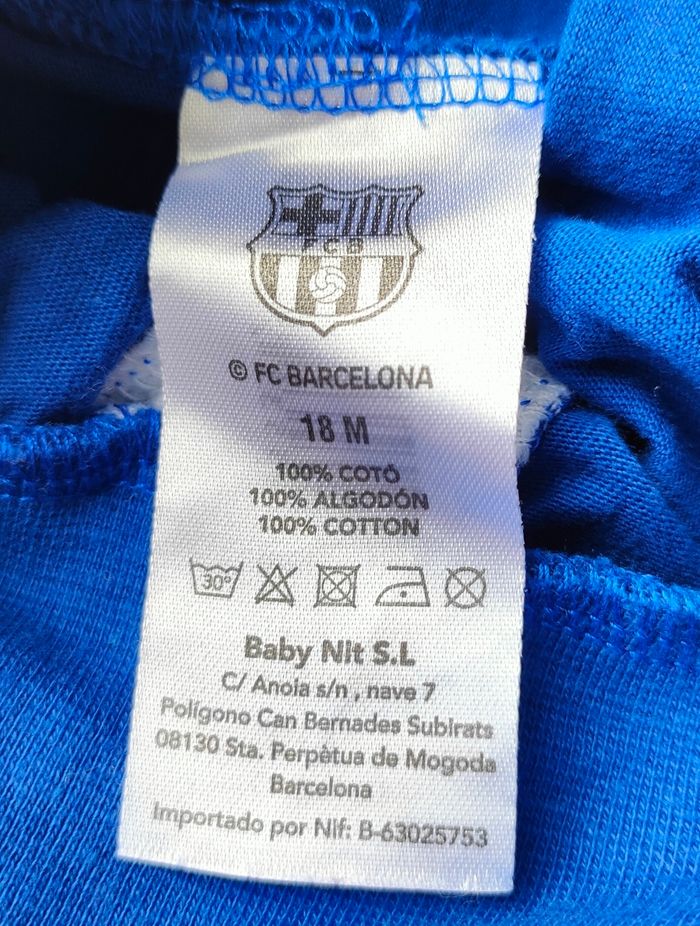 FCB
© FC BARCELONA
18 M
100% COTÓ
100% ALGODÓN
100% COTTON
30°
Baby Nit S.L
C/ Anoia s/n , nave 7
Polígono Can Bernades Subirats
08130 Sta. Perpètua de Mogoda
Barcelona
Importado por Nif: B-63025753